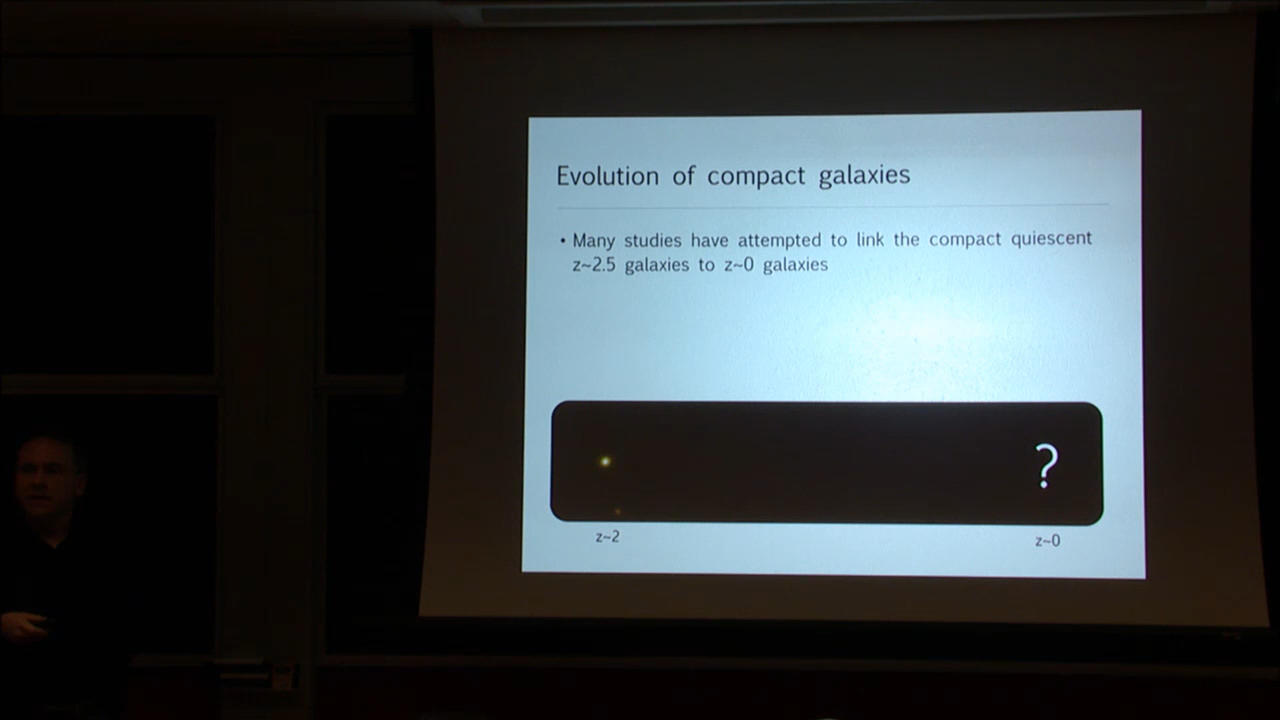 Evolution of compact galaxies
• Many studies have attempted to link the compact quiescent
z~2.5 galaxies to z~0 galaxies
?
z~2
z~0